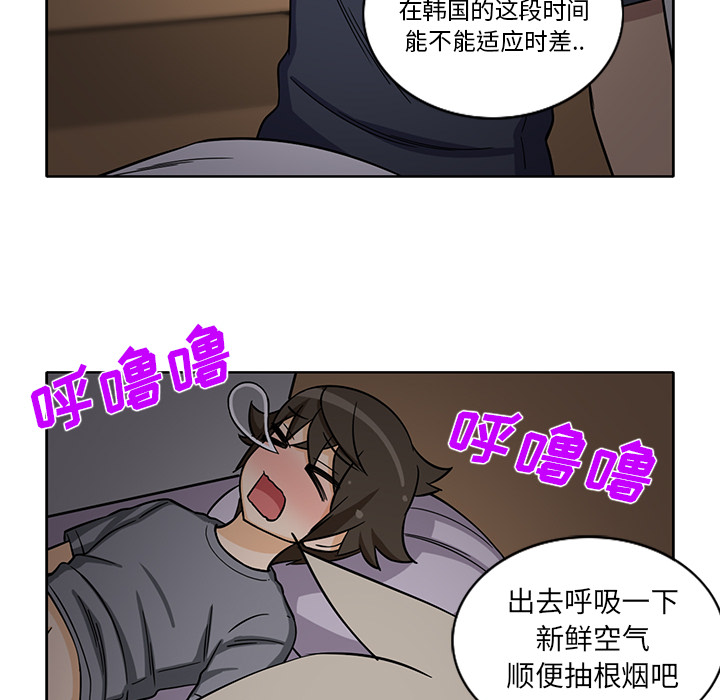 在韩国的这段时间
能不能适应时差..
呼噜噜
呼噜噜
出去呼吸一下
新鲜空气
顺便抽根烟吧